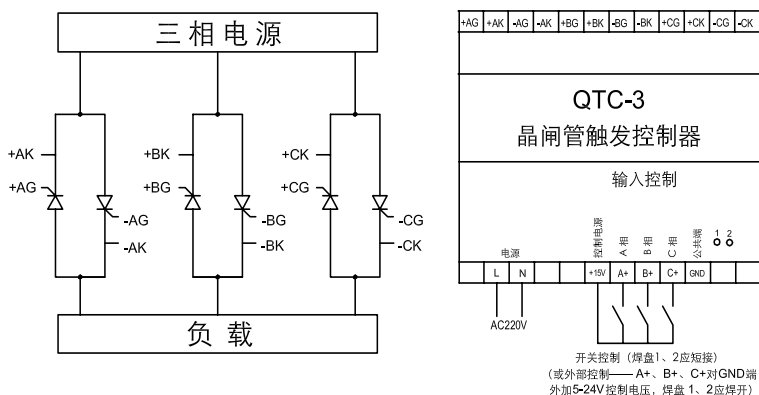 三相电源
+AK
+AG
-AG
-AK
+BK
+BG
-BG
-BK
+CK
+CG
-CG
-CK
负载
+AG +AK -AG -AK +BG +BK -BG -BK +CG +CK -CG -CK
QTC-3
晶闸管触发控制器
输入控制
电源
控制电源
A 相
B 相
C 相
公共端
1 2
L N +15V A+ B+ C+ GND
AC220V
开关控制（焊盘1、2应短接）
（或外部控制—— A+、B+、C+对GND端
外加5-24V控制电压，焊盘 1、2应焊开）